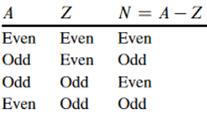 A Z N = A – Z
Even Even Even
Odd Even Odd
Odd Odd Even
Even Odd Odd